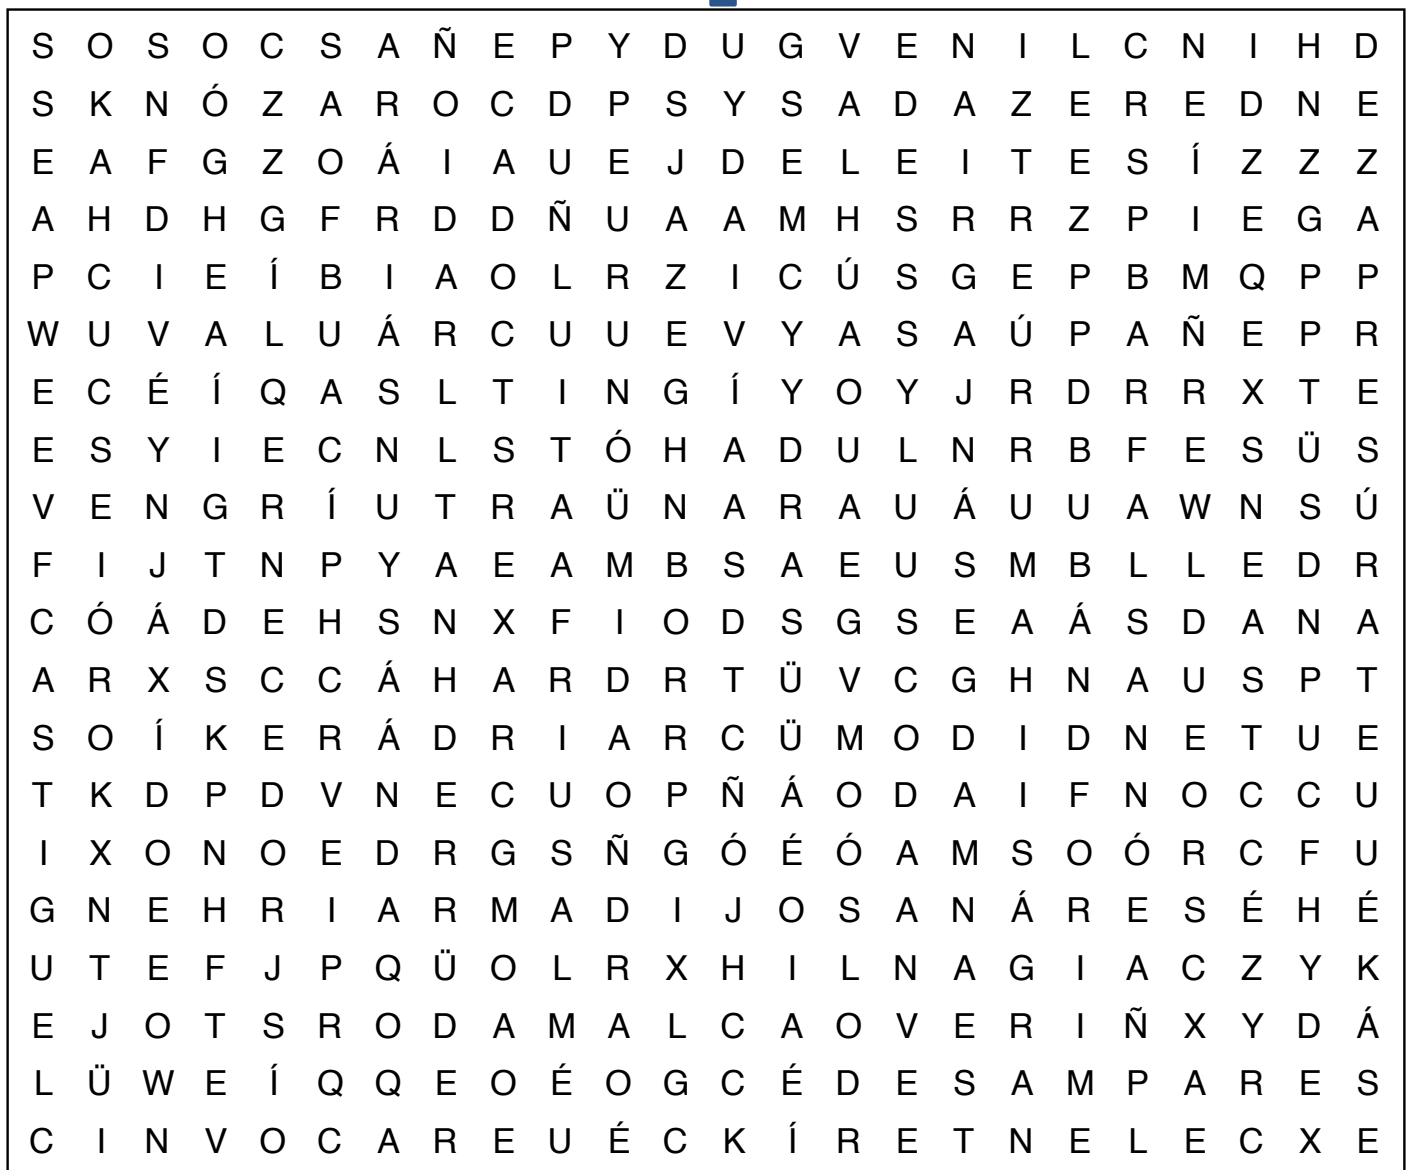 S O S O C S A Ñ E P Y D U G V E N I L C N I H D
S K N Ó Z A R O C D P S Y S A D A Z E R E D N E
E A F G Z O Á I A U E J D E L E I T E S Í Z Z Z
A H D H G F R D D Ñ U A A M H S R R Z P I E G A
P C I E Í B I A O L R Z I C Ú S G E P B M Q P P
W U V A L U Á R C U U E V Y A S A Ú P A Ñ E P R
E C É Í Q A S L T I N G Í Y O Y J R D R R X T E
E S Y I E C N L S T Ó H A D U L N R B F E S Ü S
V E N G R Í U T R A Ü N A R A U Á U U A W N S Ú
F I J T N P Y A E A M B S A E U S M B L L E D R
C Ó Á D E H S N X F I O D S G S E A Á S D A N A
A R X S C C Á H A R D R T Ü V C G H N A U S P T
S O Í K E R Á D R I A R C Ü M O D I D N E T U E
T K D P D V N E C U O P Ñ Á O D A I F N O C C U
I X O N O E D R G S Ñ G Ó É Ó A M S O Ó R C F U
G N E H R I A R M A D I J O S A N Á R E S É H É
U T E F J P Q Ü O L R X H I L N A G I A C Z Y K
E J O T S R O D A M A L C A O V E R I Ñ X Y D Á
L Ü W E Í Q Q E O É O G C É D E S A M P A R E S
C I N V O C A R E U É C K Í R E T N E L E C X E